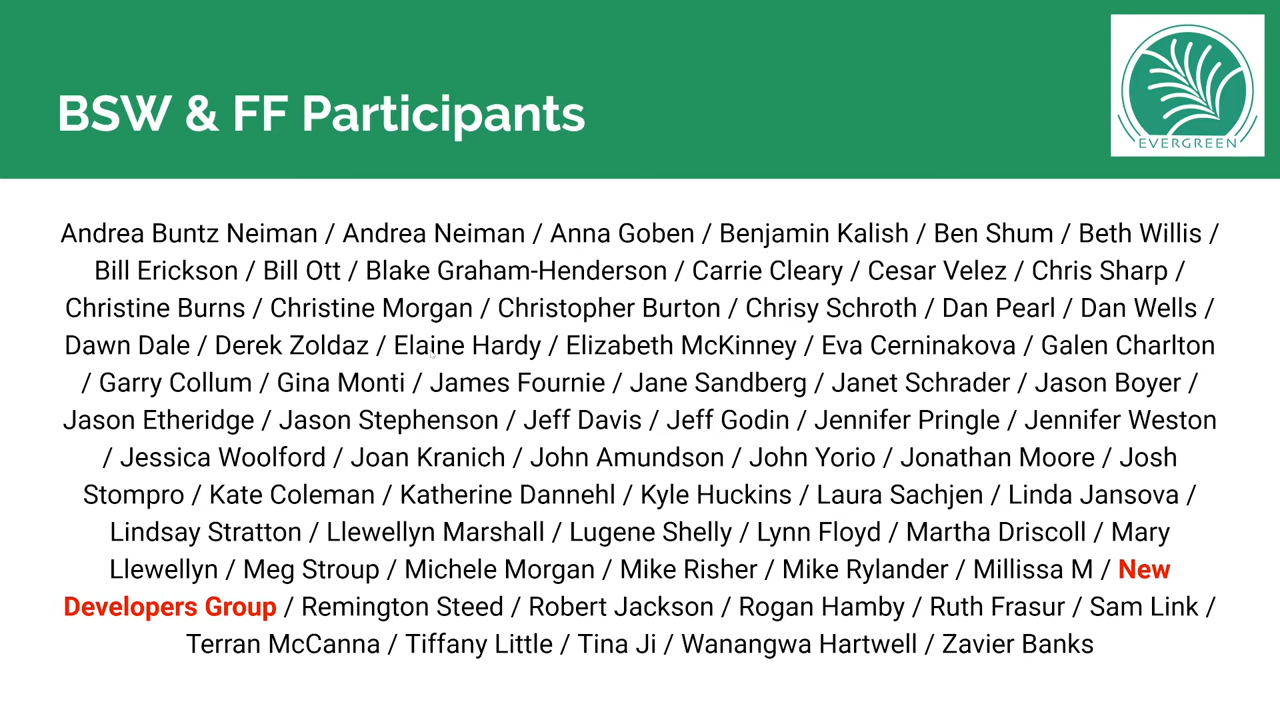 BSW & FF Participants
EVERGREEN
Andrea Buntz Neiman / Andrea Neiman / Anna Goben / Benjamin Kalish / Ben Shum / Beth Willis /
Bill Erickson / Bill Ott / Blake Graham-Henderson / Carrie Cleary / Cesar Velez / Chris Sharp /
Christine Burns / Christine Morgan / Christopher Burton / Chrisy Schroth / Dan Pearl / Dan Wells /
Dawn Dale / Derek Zoldaz / Elaine Hardy / Elizabeth McKinney / Eva Cerninakova / Galen Charlton
/ Garry Collum / Gina Monti / James Fournie / Jane Sandberg / Janet Schrader / Jason Boyer /
Jason Etheridge / Jason Stephenson / Jeff Davis / Jeff Godin / Jennifer Pringle / Jennifer Weston
/ Jessica Woolford / Joan Kranich / John Amundson / John Yorio / Jonathan Moore / Josh
Stompro / Kate Coleman / Katherine Dannehl / Kyle Huckins / Laura Sachjen / Linda Jansova /
Lindsay Stratton / Llewellyn Marshall / Lugene Shelly / Lynn Floyd / Martha Driscoll / Mary
Llewellyn / Meg Stroup / Michele Morgan / Mike Risher / Mike Rylander / Millissa M / New
Developers Group / Remington Steed / Robert Jackson / Rogan Hamby / Ruth Frasur / Sam Link /
Terran McCanna / Tiffany Little / Tina Ji / Wanangwa Hartwell / Zavier Banks